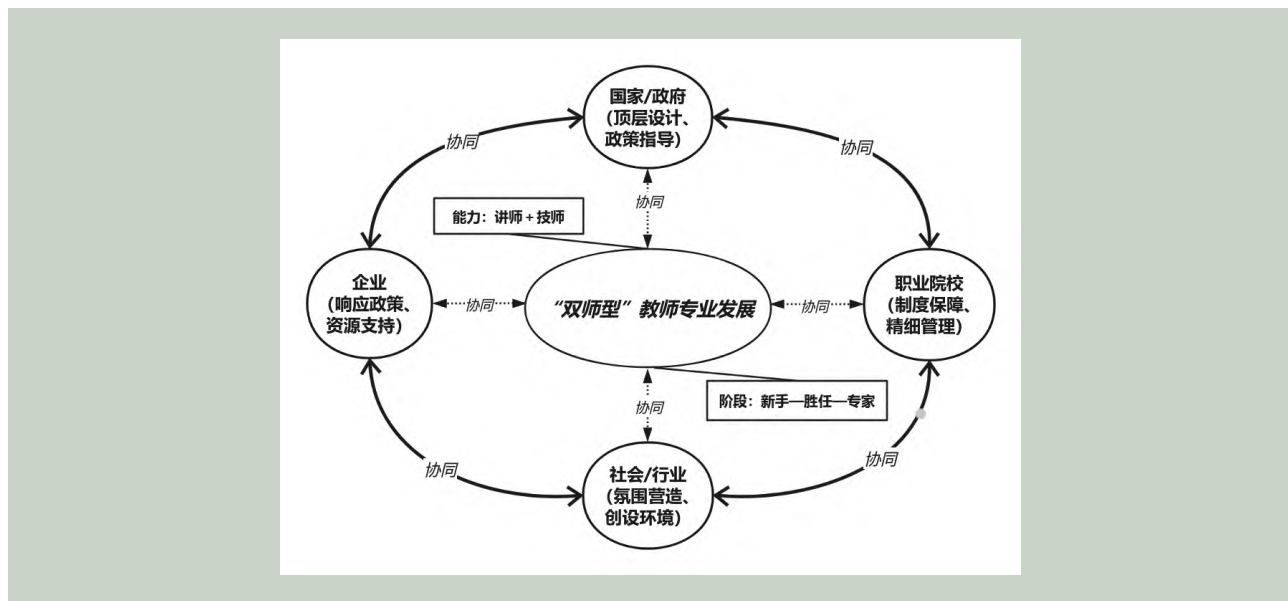 国家/政府
(顶层设计、
政策指导)
协同
协同
协同
能力：讲师+技师
企业
(响应政策、
资源支持)
协同
“双师型”教师专业发展
协同
职业院校
(制度保障、
精细管理)
阶段：新手—胜任—专家
协同
协同
协同
社会/行业
(氛围营造、
创设环境)